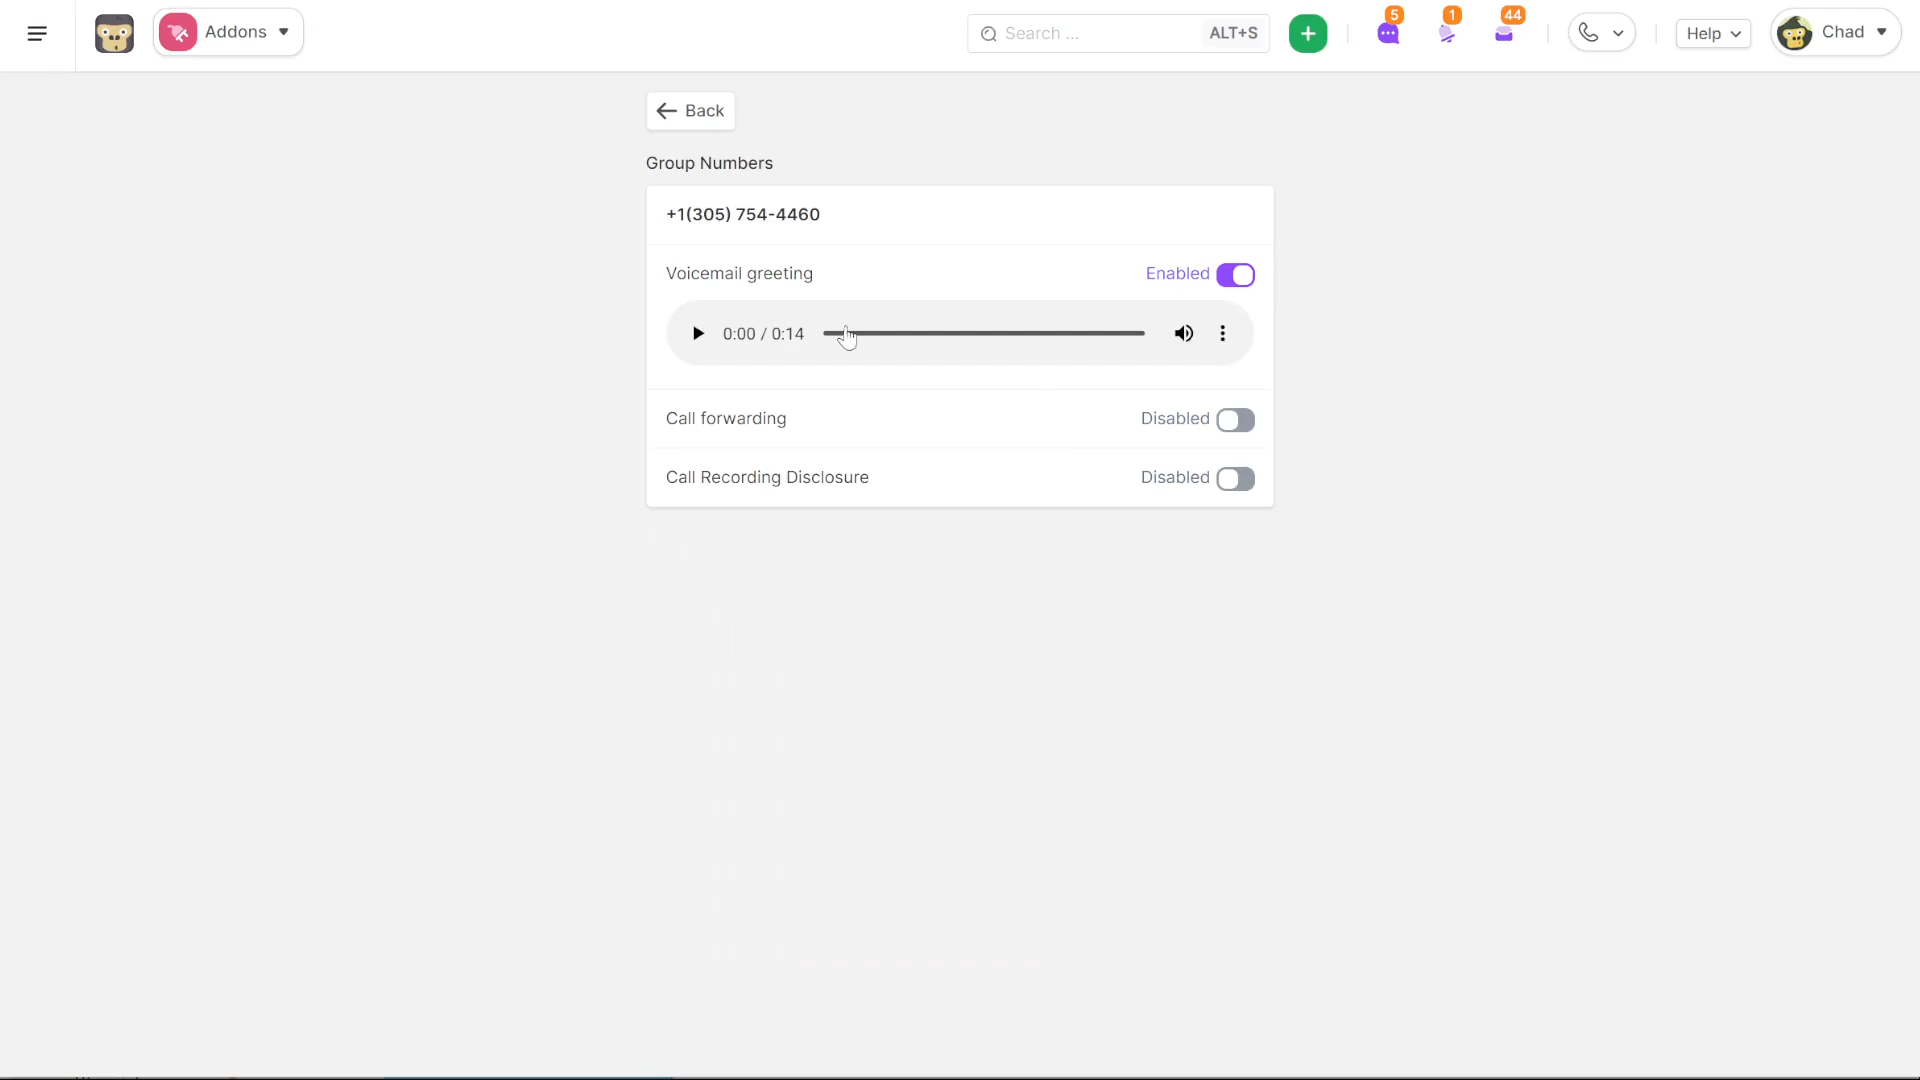 Addons
Search ...
ALT+S
5
1
44
Help
Chad
Back
Group Numbers
+1(305) 754-4460
Voicemail greeting
Enabled
0:00 / 0:14
Call forwarding
Disabled
Call Recording Disclosure
Disabled